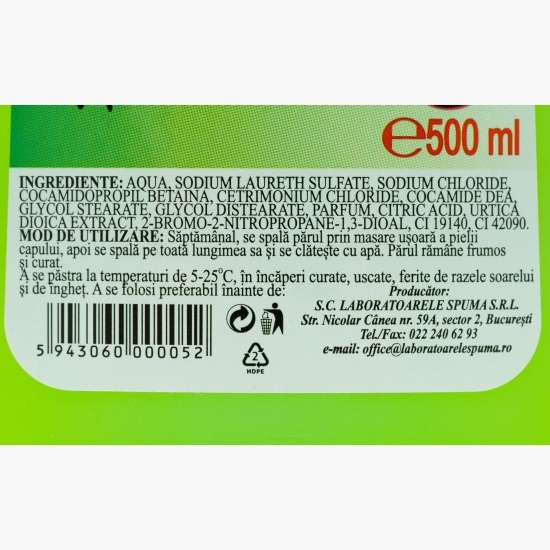 ℮500 ml
INGREDIENTE: AQUA, SODIUM LAURETH SULFATE, SODIUM CHLORIDE,
COCAMIDOPROPIL BETAINA, CETRIMONIUM CHLORIDE, COCAMIDE DEA,
GLYCOL STEARATE, GLYCOL DISTEARATE, PARFUM, CITRIC ACID, URTICA
DIOICA EXTRACT, 2-BROMO-2-NITROPROPANE-1,3-DIOAL, CI 19140, CI 42090.
MOD DE UTILIZARE: Săptămânal, se spală părul prin masare ușoară a pielii
capului, apoi se spală pe toată lungimea sa și se clătește cu apă. Părul rămâne frumos
și curat.
A se păstra la temperaturi de 5-25°C, în încăperi curate, uscate, ferite de razele soarelui
și de îngheț. A se folosi preferabil înainte de:
Producător:
S.C. LABORATOARELE SPUMA S.R.L.
Str. Nicolar Cânea nr. 59A, sector 2, București
Tel./Fax: 022 240 62 93
e-mail: office@laboratoarelespuma.ro
5 943060 000052
2
HDPE